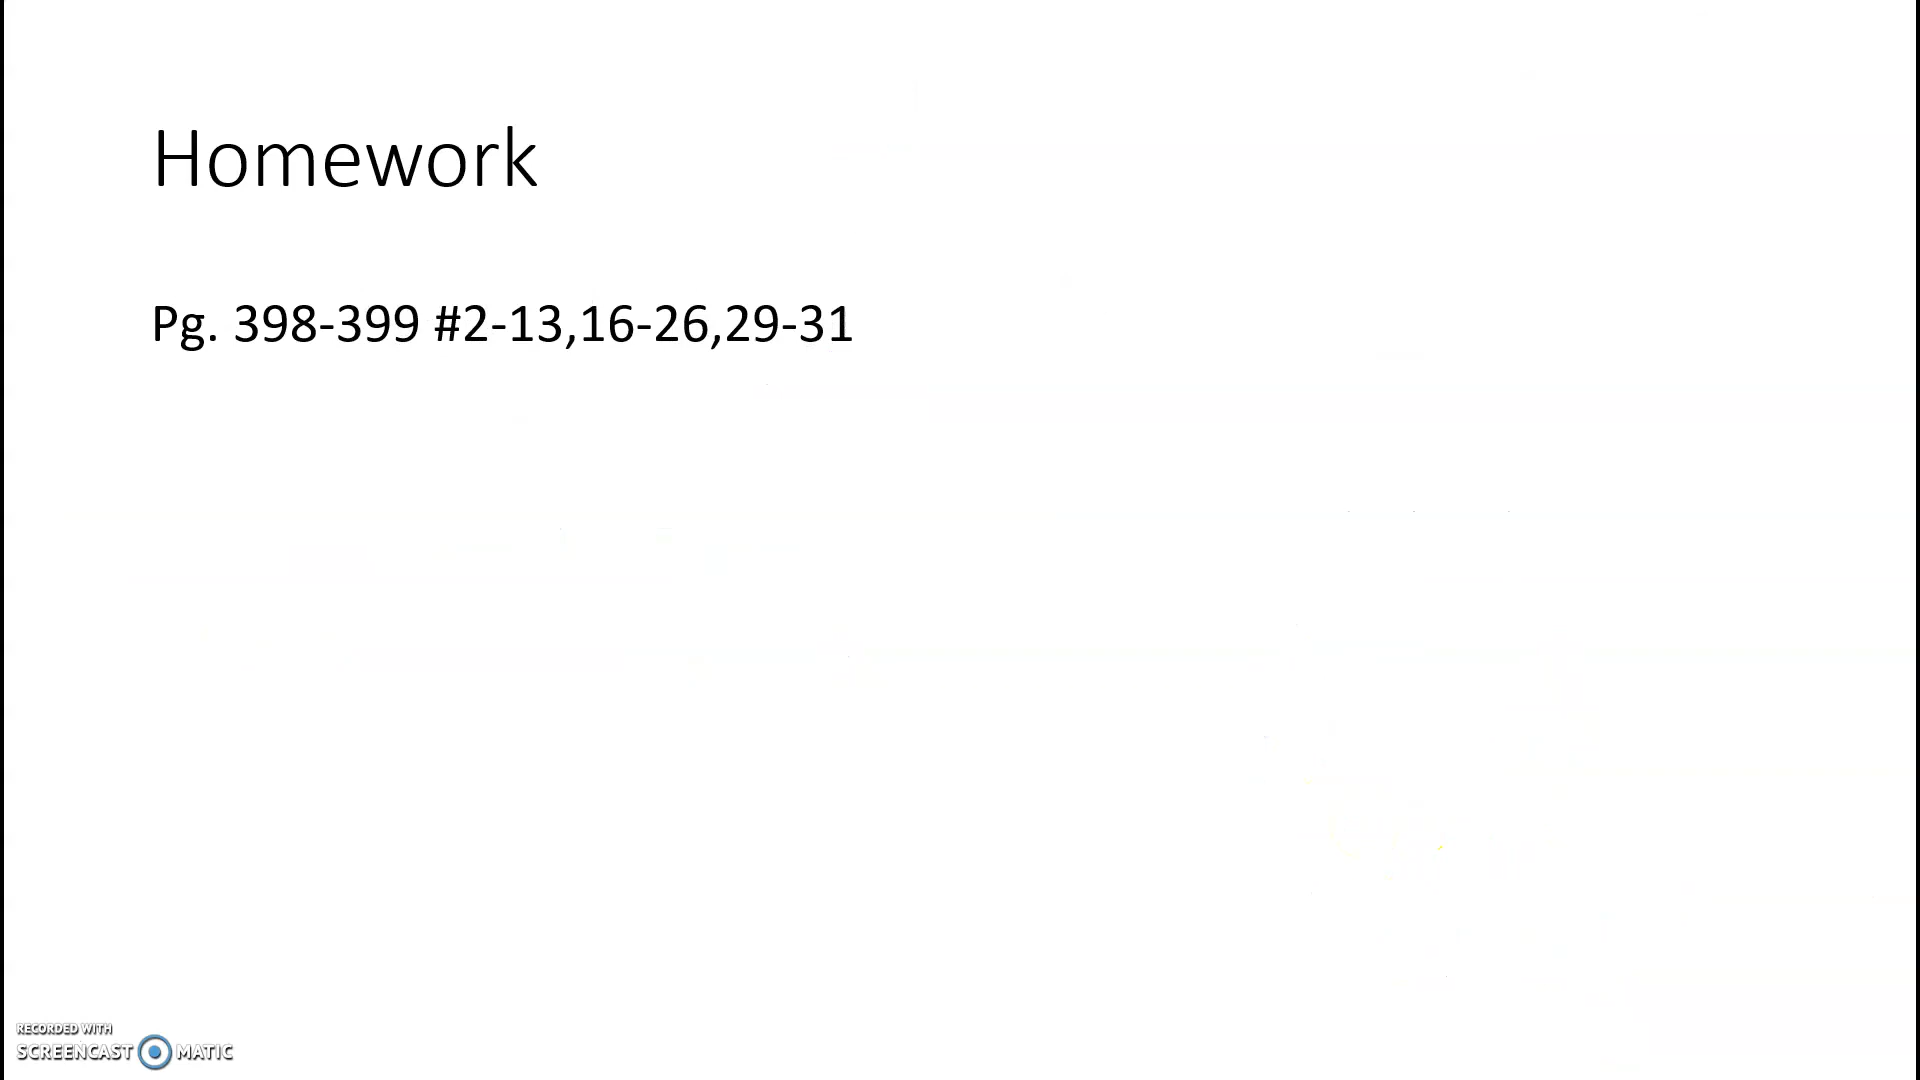 Homework
Pg. 398-399 #2-13,16-26,29-31
RECORDED WITH
SCREENCAST MATIC